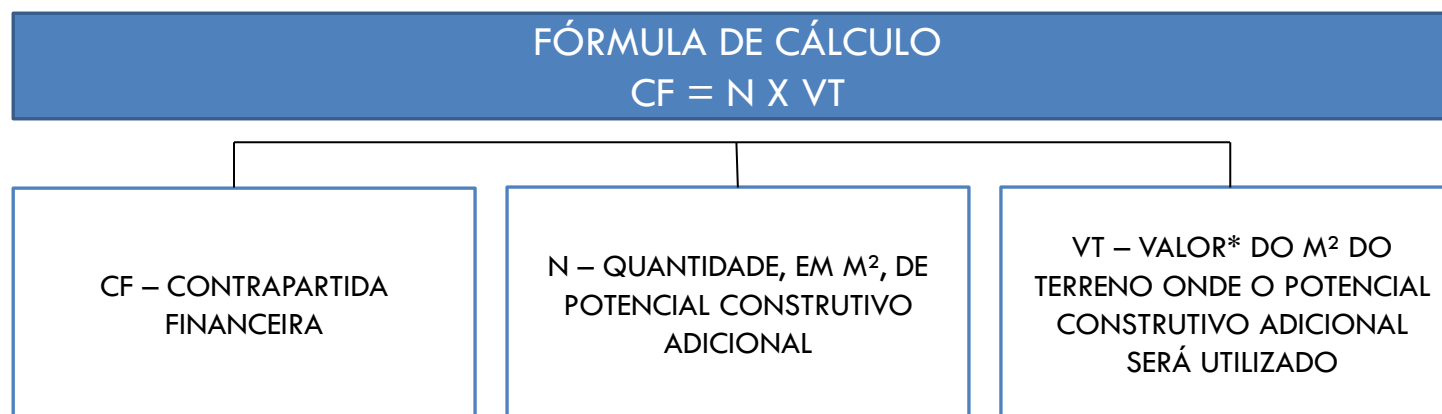 FÓRMULA DE CÁLCULO
CF = N X VT
CF – CONTRAPARTIDA
FINANCEIRA
N – QUANTIDADE, EM M², DE
POTENCIAL CONSTRUTIVO
ADICIONAL
VT – VALOR* DO M² DO
TERRENO ONDE O POTENCIAL
CONSTRUTIVO ADICIONAL
SERÁ UTILIZADO